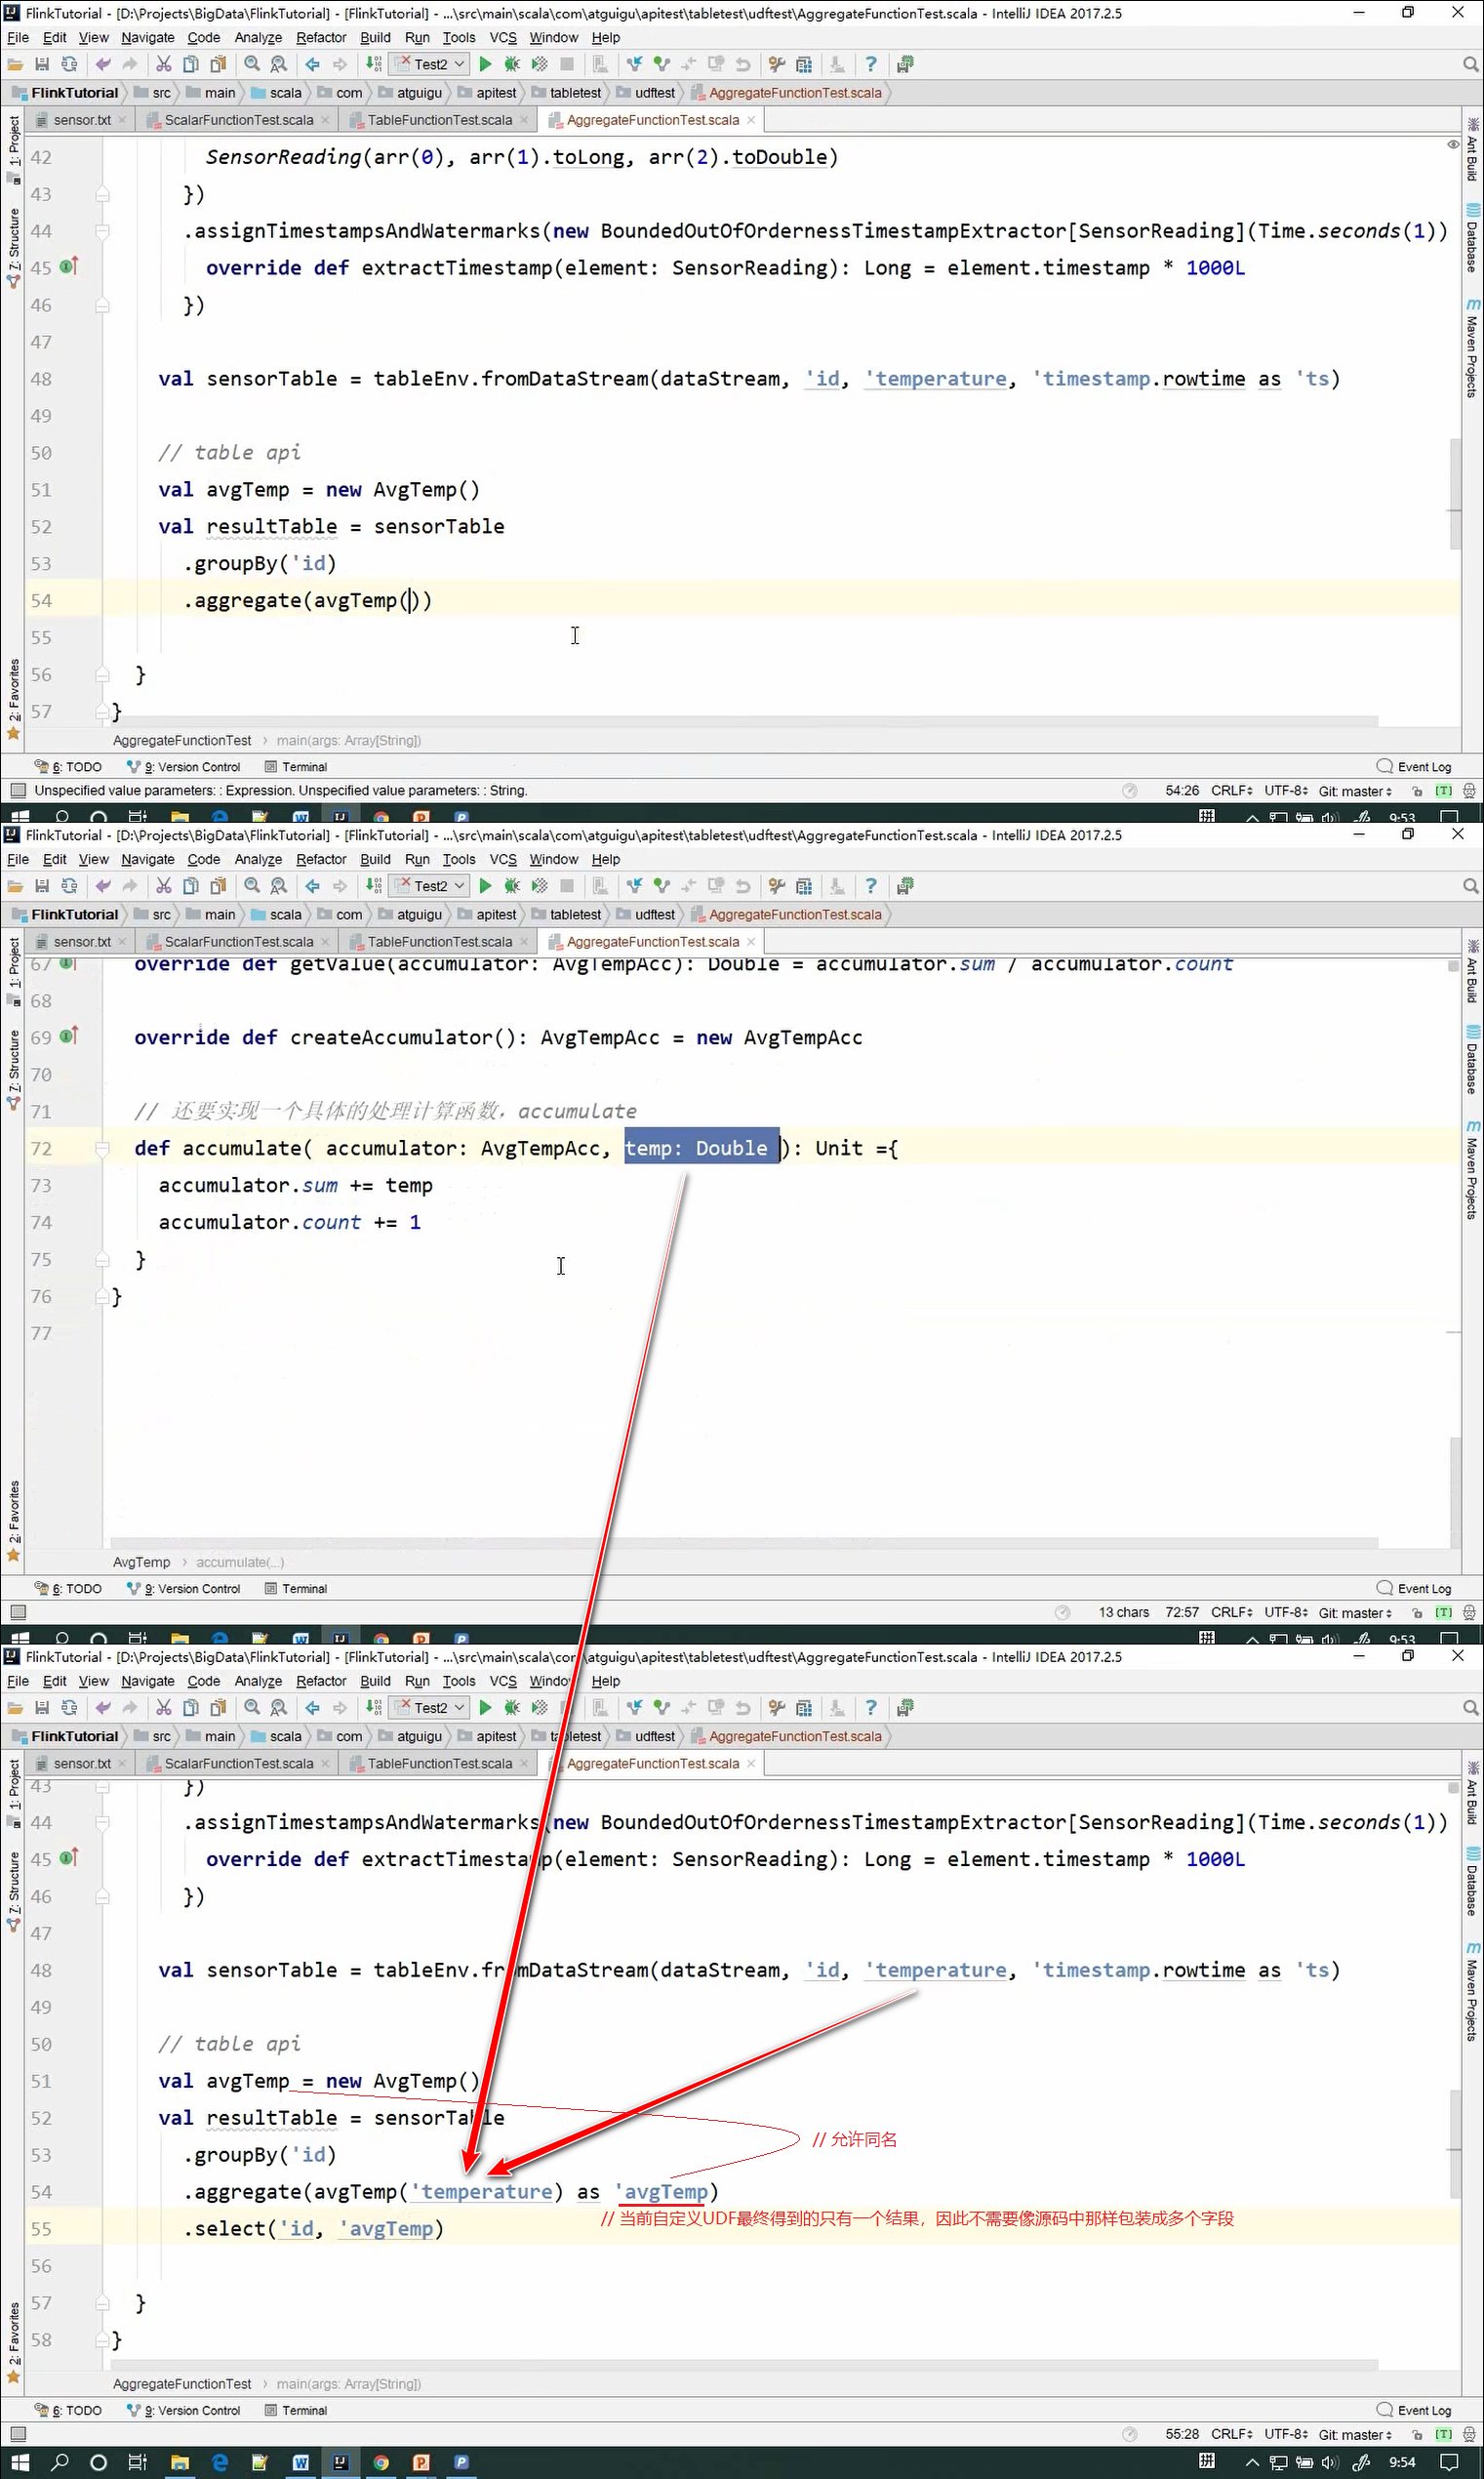 FlinkTutorial - [D:\Projects\BigData\FlinkTutorial] - [FlinkTutorial] - ...\src\main\scala\com\atguigu\apitest\tabletest\udftest\AggregateFunctionTest.scala - IntelliJ IDEA 2017.2.5
File Edit View Navigate Code Analyze Refactor Build Run Tools VCS Window Help
Test2
FlinkTutorial src main scala com atguigu apitest tabletest udftest AggregateFunctionTest.scala
sensor.txt ScalarFunctionTest.scala TableFunctionTest.scala AggregateFunctionTest.scala
1: Project
7: Structure
2: Favorites
Ant Build
Database
Maven Projects
42 SensorReading(arr(0), arr(1).toLong, arr(2).toDouble)
43 })
44 .assignTimestampsAndWatermarks(new BoundedOutOfOrdernessTimestampExtractor[SensorReading](Time.seconds(1))
45 override def extractTimestamp(element: SensorReading): Long = element.timestamp * 1000L
46 })
47
48 val sensorTable = tableEnv.fromDataStream(dataStream, 'id, 'temperature, 'timestamp.rowtime as 'ts)
49
50 // table api
51 val avgTemp = new AvgTemp()
52 val resultTable = sensorTable
53 .groupBy('id)
54 .aggregate(avgTemp())
55
56 }
57 }
AggregateFunctionTest main(args: Array[String])
6: TODO 9: Version Control Terminal Event Log
Unspecified value parameters: : Expression. Unspecified value parameters: : String. 54:26 CRLF UTF-8 Git: master [T]
9:53
FlinkTutorial - [D:\Projects\BigData\FlinkTutorial] - [FlinkTutorial] - ...\src\main\scala\com\atguigu\apitest\tabletest\udftest\AggregateFunctionTest.scala - IntelliJ IDEA 2017.2.5
File Edit View Navigate Code Analyze Refactor Build Run Tools VCS Window Help
Test2
FlinkTutorial src main scala com atguigu apitest tabletest udftest AggregateFunctionTest.scala
sensor.txt ScalarFunctionTest.scala TableFunctionTest.scala AggregateFunctionTest.scala
1: Project
7: Structure
2: Favorites
Ant Build
Database
Maven Projects
67 override def getValue(accumulator: AvgTempAcc): Double = accumulator.sum / accumulator.count
68
69 override def createAccumulator(): AvgTempAcc = new AvgTempAcc
70
71 // 还要实现一个具体的处理计算函数，accumulate
72 def accumulate( accumulator: AvgTempAcc, temp: Double ): Unit ={
73 accumulator.sum += temp
74 accumulator.count += 1
75 }
76 }
77
AvgTemp accumulate(...)
6: TODO 9: Version Control Terminal Event Log
13 chars 72:57 CRLF UTF-8 Git: master [T]
9:53
FlinkTutorial - [D:\Projects\BigData\FlinkTutorial] - [FlinkTutorial] - ...\src\main\scala\com\atguigu\apitest\tabletest\udftest\AggregateFunctionTest.scala - IntelliJ IDEA 2017.2.5
File Edit View Navigate Code Analyze Refactor Build Run Tools VCS Window Help
Test2
FlinkTutorial src main scala com atguigu apitest tabletest udftest AggregateFunctionTest.scala
sensor.txt ScalarFunctionTest.scala TableFunctionTest.scala AggregateFunctionTest.scala
1: Project
7: Structure
2: Favorites
Ant Build
Database
Maven Projects
43 })
44 .assignTimestampsAndWatermarks(new BoundedOutOfOrdernessTimestampExtractor[SensorReading](Time.seconds(1))
45 override def extractTimestamp(element: SensorReading): Long = element.timestamp * 1000L
46 })
47
48 val sensorTable = tableEnv.fromDataStream(dataStream, 'id, 'temperature, 'timestamp.rowtime as 'ts)
49
50 // table api
51 val avgTemp = new AvgTemp()
52 val resultTable = sensorTable
// 允许同名
53 .groupBy('id)
54 .aggregate(avgTemp('temperature) as 'avgTemp)
// 当前自定义UDF最终得到的只有一个结果，因此不需要像源码中那样包装成多个字段
55 .select('id, 'avgTemp)
56
57 }
58 }
AggregateFunctionTest main(args: Array[String])
6: TODO 9: Version Control Terminal Event Log
55:28 CRLF UTF-8 Git: master [T]
9:54